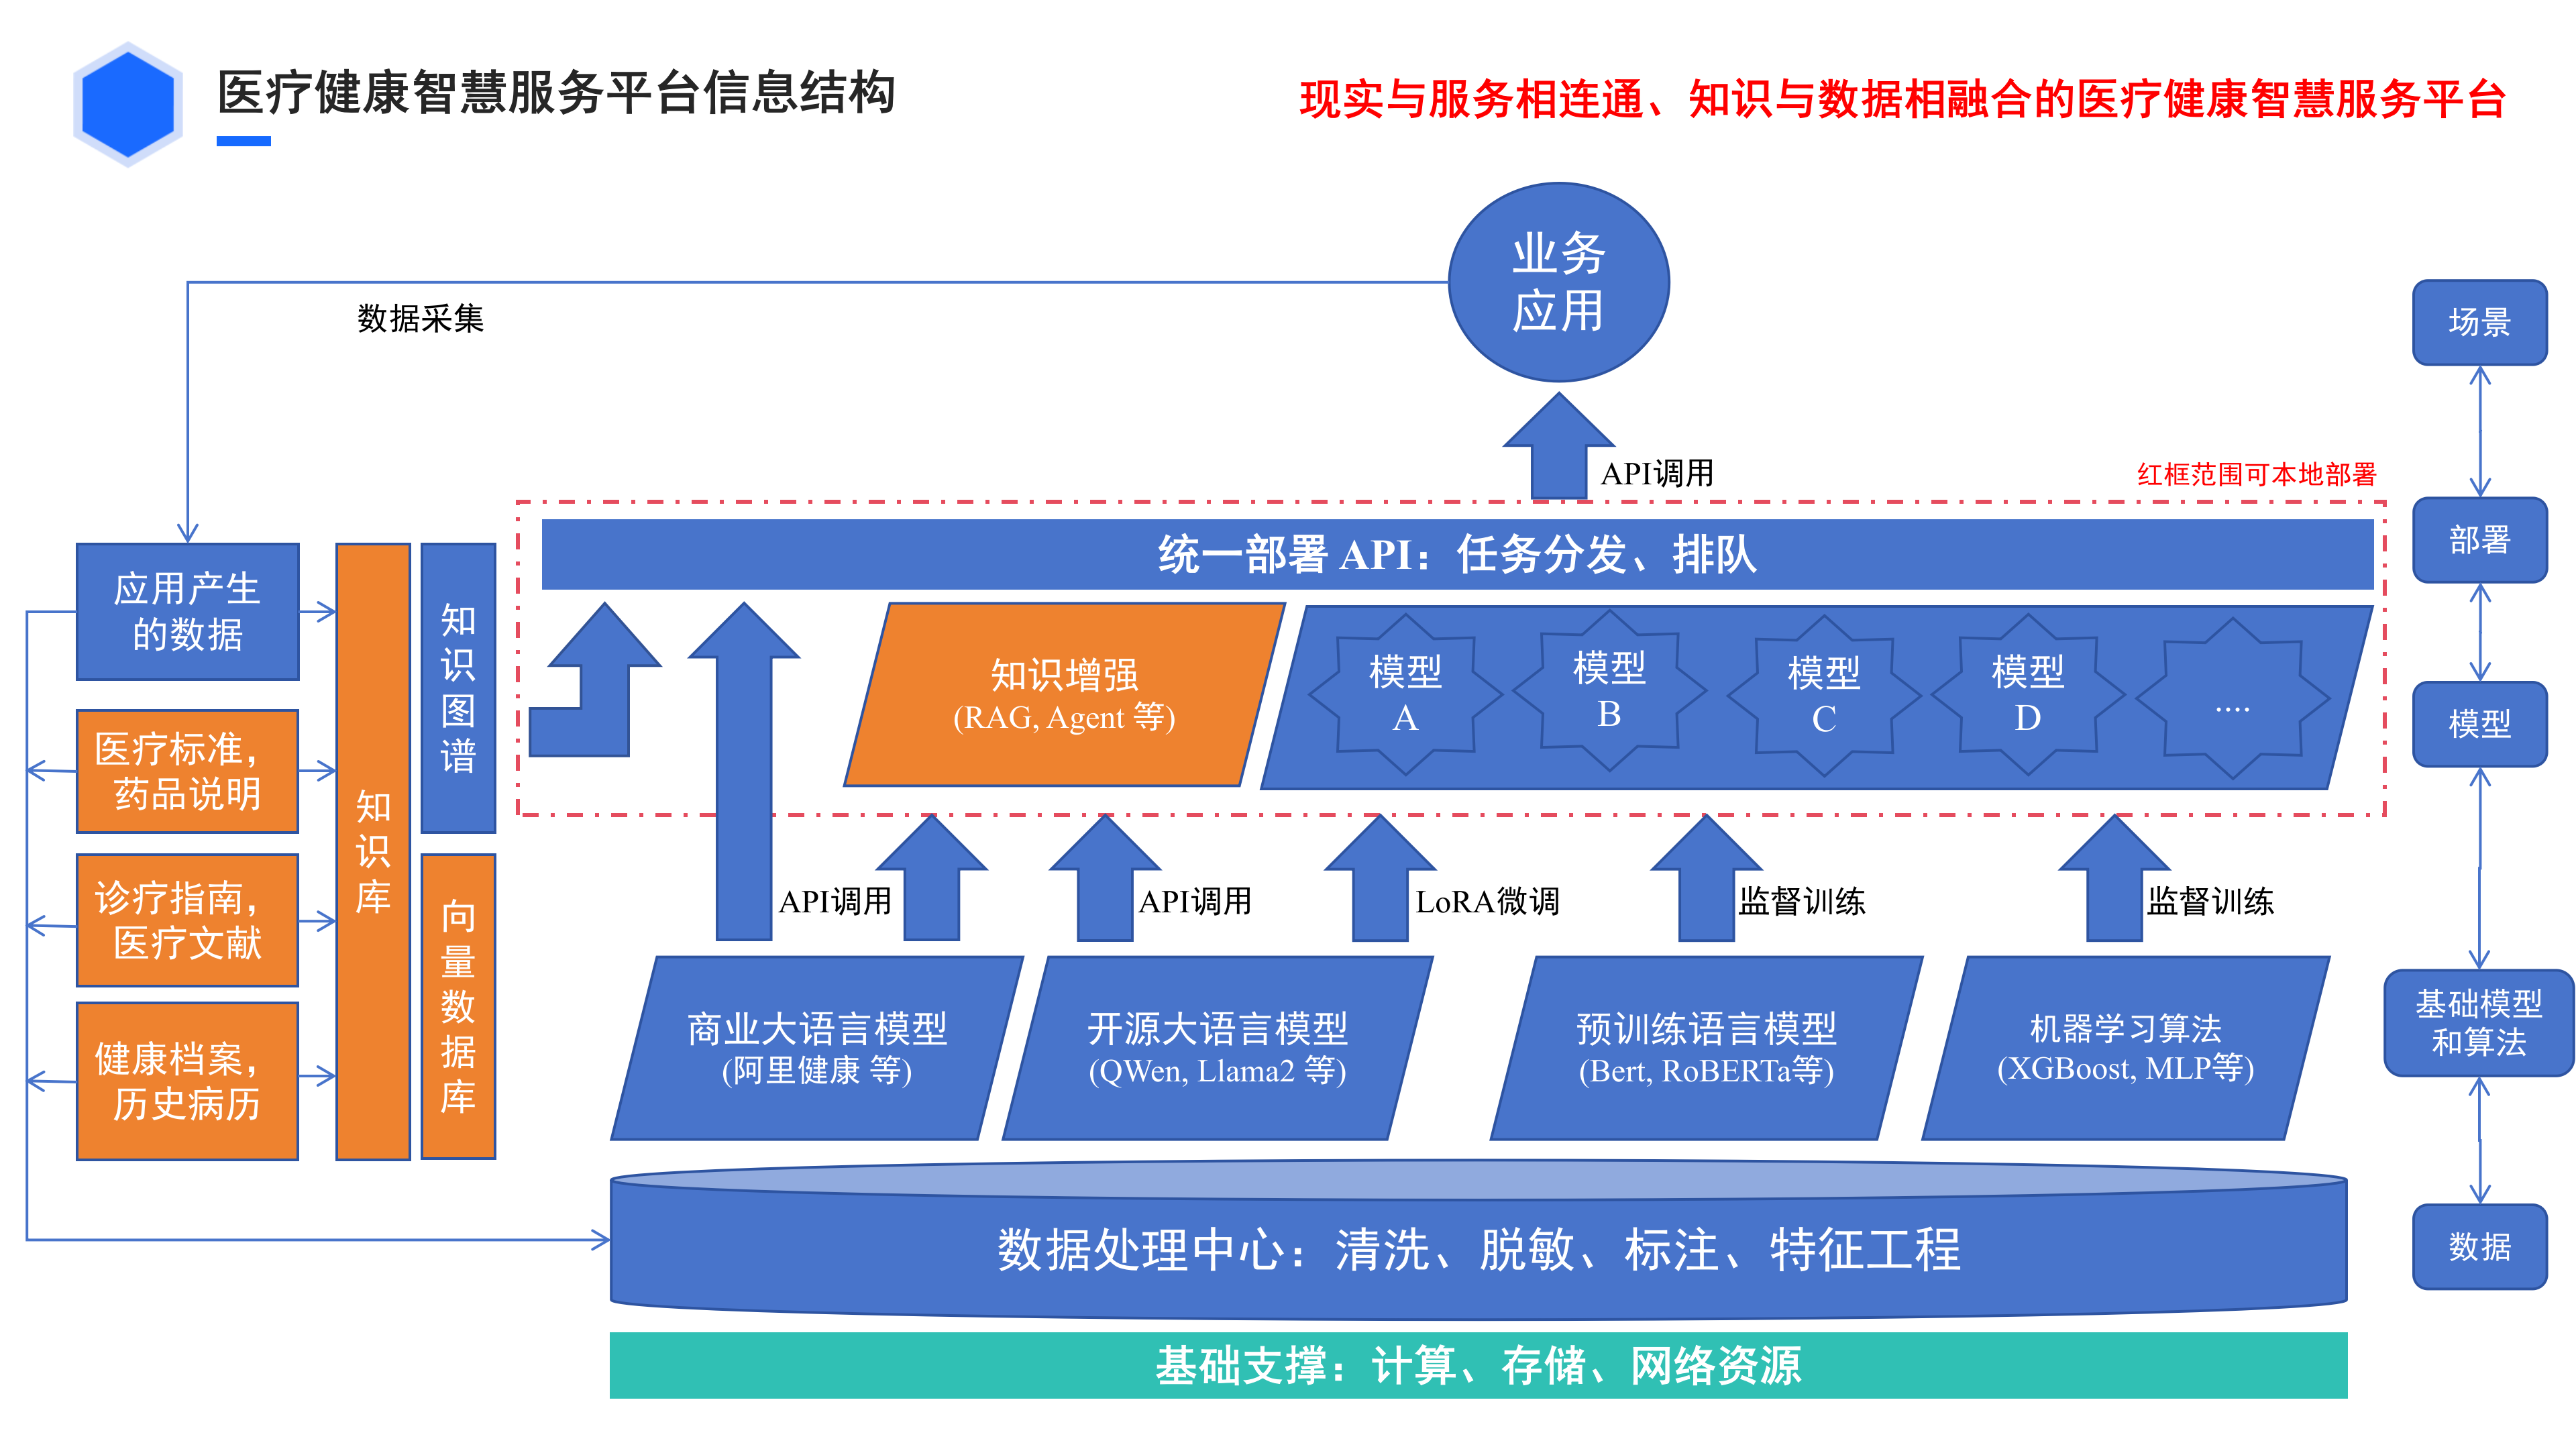 医疗健康智慧服务平台信息结构
现实与服务相连通、知识与数据相融合的医疗健康智慧服务平台
业务
应用
数据采集
场景
API调用
红框范围可本地部署
统一部署 API：任务分发、排队
部署
应用产生
的数据
医疗标准，
药品说明
诊疗指南，
医疗文献
健康档案，
历史病历
知识库
知识图谱
向量数据库
知识增强
(RAG, Agent 等)
模型
A
模型
B
模型
C
模型
D
....
模型
API调用
API调用
LoRA微调
监督训练
监督训练
商业大语言模型
(阿里健康 等)
开源大语言模型
(QWen, Llama2 等)
预训练语言模型
(Bert, RoBERTa等)
机器学习算法
(XGBoost, MLP等)
基础模型
和算法
数据处理中心：清洗、脱敏、标注、特征工程
数据
基础支撑：计算、存储、网络资源